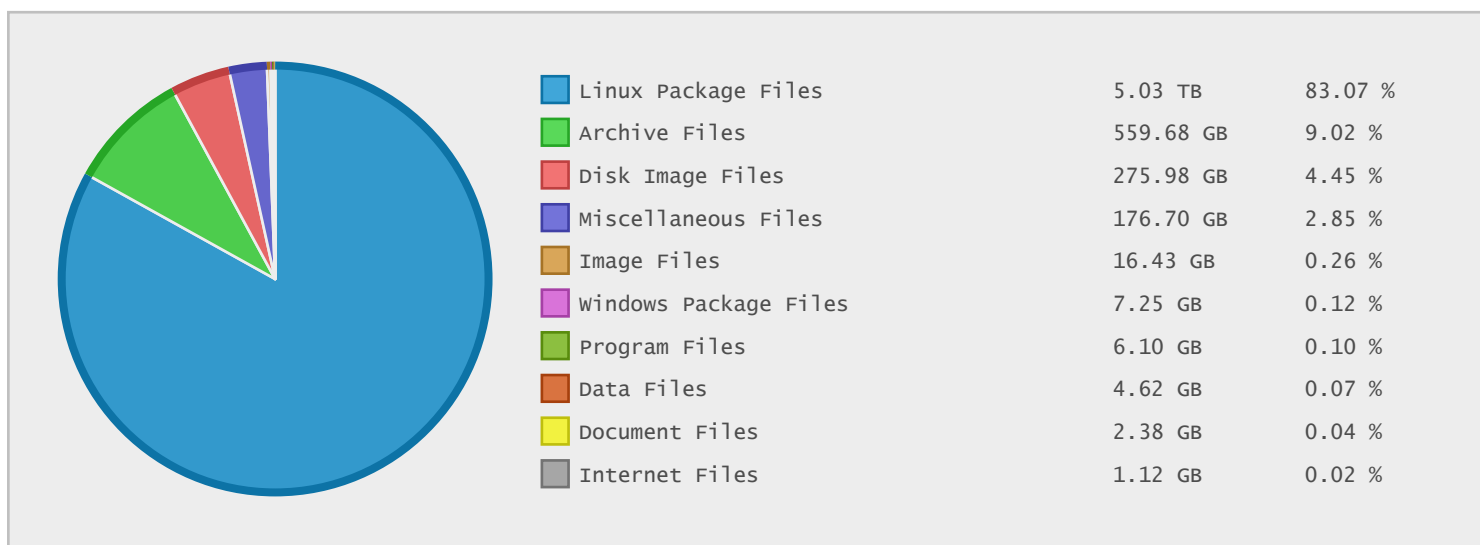 Linux Package Files 5.03 TB 83.07 %
Archive Files 559.68 GB 9.02 %
Disk Image Files 275.98 GB 4.45 %
Miscellaneous Files 176.70 GB 2.85 %
Image Files 16.43 GB 0.26 %
Windows Package Files 7.25 GB 0.12 %
Program Files 6.10 GB 0.10 %
Data Files 4.62 GB 0.07 %
Document Files 2.38 GB 0.04 %
Internet Files 1.12 GB 0.02 %